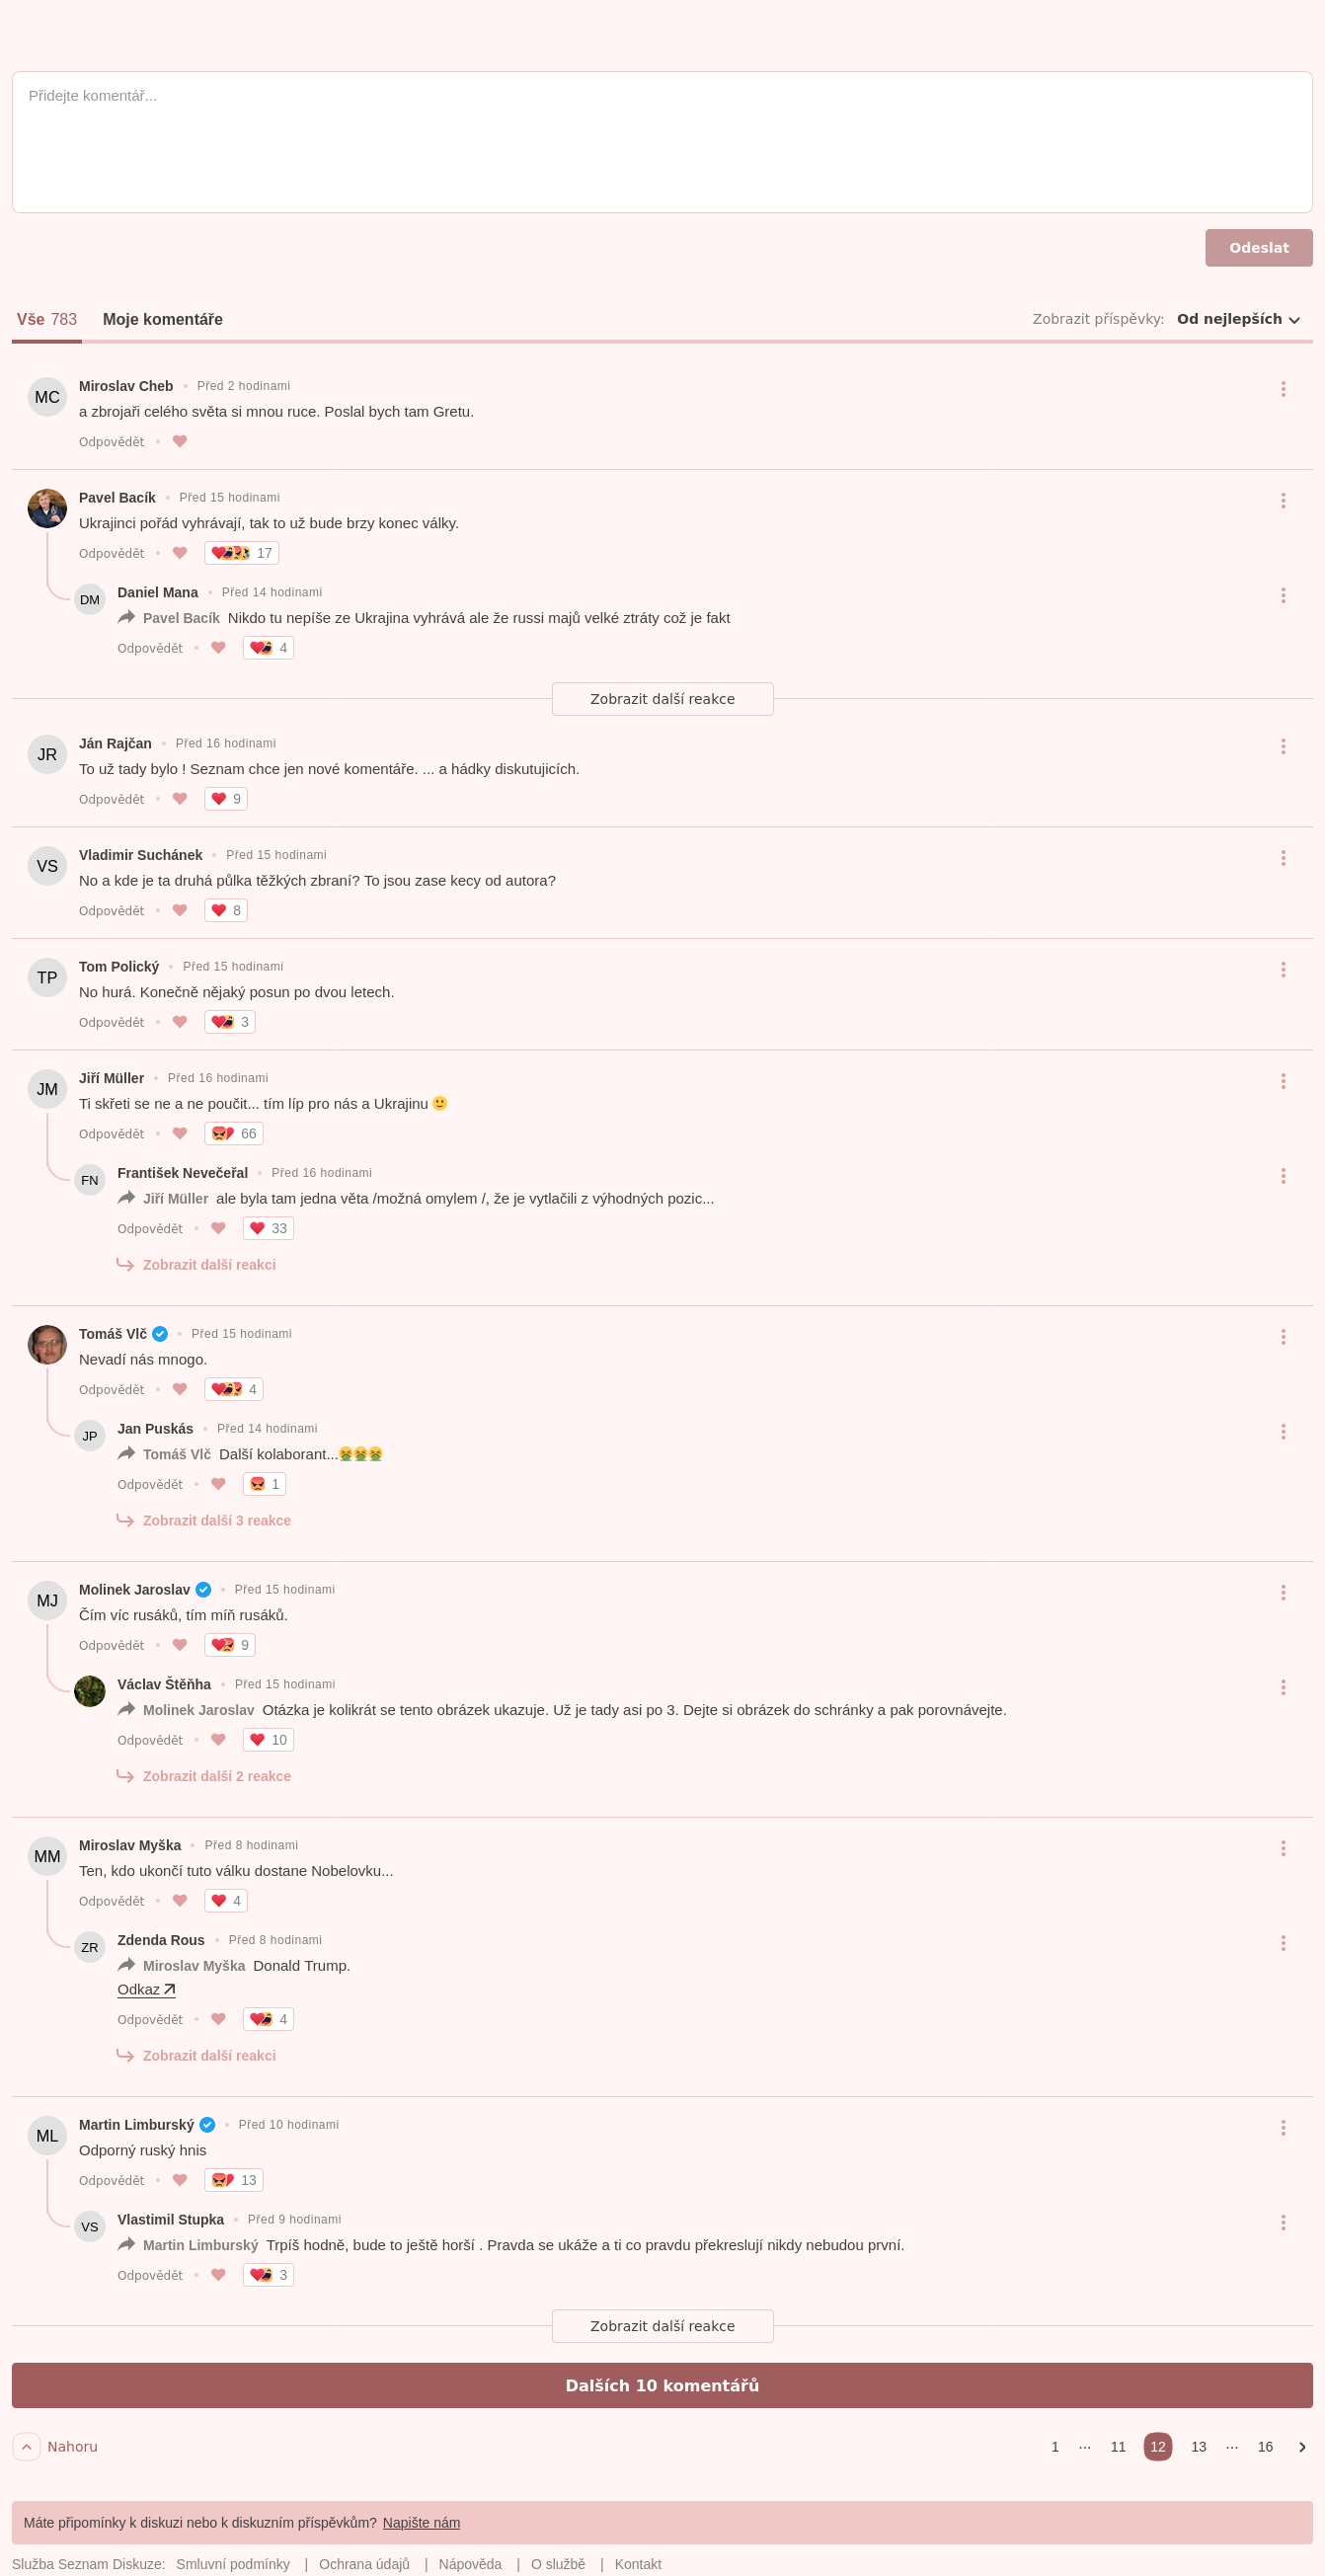 Přidejte komentář...
Odeslat
Vše 783 Moje komentáře Zobrazit příspěvky: Od nejlepších
MC Miroslav Cheb • Před 2 hodinami
a zbrojaři celého světa si mnou ruce. Poslal bych tam Gretu.
Odpovědět •
Pavel Bacík • Před 15 hodinami
Ukrajinci pořád vyhrávají, tak to už bude brzy konec války.
Odpovědět • 17
DM Daniel Mana • Před 14 hodinami
Pavel Bacík Nikdo tu nepíše ze Ukrajina vyhrává ale že russi majů velké ztráty což je fakt
Odpovědět • 4
Zobrazit další reakce
JR Ján Rajčan • Před 16 hodinami
To už tady bylo ! Seznam chce jen nové komentáře. ... a hádky diskutujicích.
Odpovědět • 9
VS Vladimir Suchánek • Před 15 hodinami
No a kde je ta druhá půlka těžkých zbraní? To jsou zase kecy od autora?
Odpovědět • 8
TP Tom Polický • Před 15 hodinami
No hurá. Konečně nějaký posun po dvou letech.
Odpovědět • 3
JM Jiří Müller • Před 16 hodinami
Ti skřeti se ne a ne poučit... tím líp pro nás a Ukrajinu 🙂
Odpovědět • 66
FN František Nevečeřal • Před 16 hodinami
Jiří Müller ale byla tam jedna věta /možná omylem /, že je vytlačili z výhodných pozic...
Odpovědět • 33
Zobrazit další reakci
Tomáš Vlč • Před 15 hodinami
Nevadí nás mnogo.
Odpovědět • 4
JP Jan Puskás • Před 14 hodinami
Tomáš Vlč Další kolaborant...🤮🤮🤮
Odpovědět • 1
Zobrazit další 3 reakce
MJ Molinek Jaroslav • Před 15 hodinami
Čím víc rusáků, tím míň rusáků.
Odpovědět • 9
Václav Štěňha • Před 15 hodinami
Molinek Jaroslav Otázka je kolikrát se tento obrázek ukazuje. Už je tady asi po 3. Dejte si obrázek do schránky a pak porovnávejte.
Odpovědět • 10
Zobrazit další 2 reakce
MM Miroslav Myška • Před 8 hodinami
Ten, kdo ukončí tuto válku dostane Nobelovku...
Odpovědět • 4
ZR Zdenda Rous • Před 8 hodinami
Miroslav Myška Donald Trump.
Odkaz
Odpovědět • 4
Zobrazit další reakci
ML Martin Limburský • Před 10 hodinami
Odporný ruský hnis
Odpovědět • 13
VS Vlastimil Stupka • Před 9 hodinami
Martin Limburský Trpíš hodně, bude to ještě horší . Pravda se ukáže a ti co pravdu překreslují nikdy nebudou první.
Odpovědět • 3
Zobrazit další reakce
Dalších 10 komentářů
Nahoru 1 ··· 11 12 13 ··· 16
Máte připomínky k diskuzi nebo k diskuzním příspěvkům? Napište nám
Služba Seznam Diskuze: Smluvní podmínky | Ochrana údajů | Nápověda | O službě | Kontakt